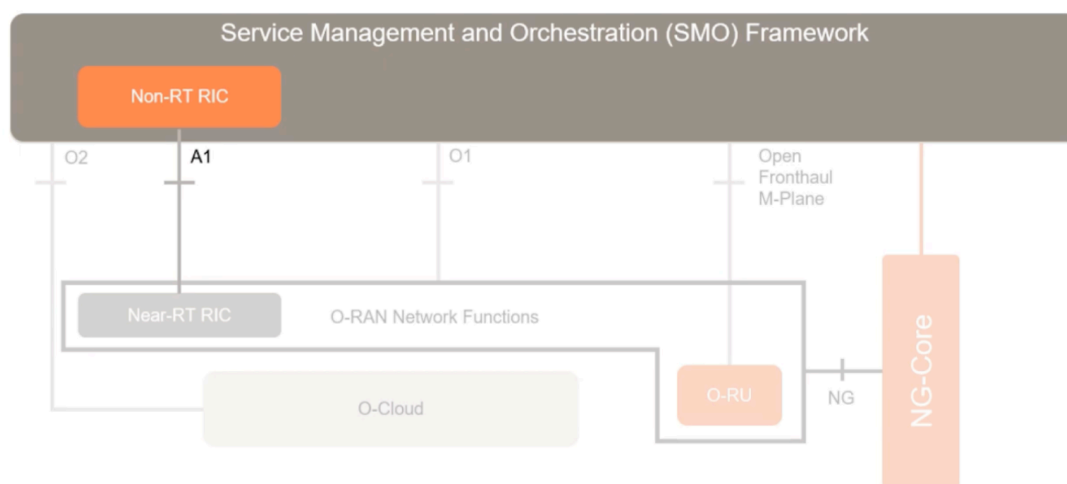 Service Management and Orchestration (SMO) Framework
Non-RT RIC
O2
A1
O1
Open
Fronthaul
M-Plane
Near-RT RIC
O-RAN Network Functions
O-Cloud
O-RU
NG
NG-Core